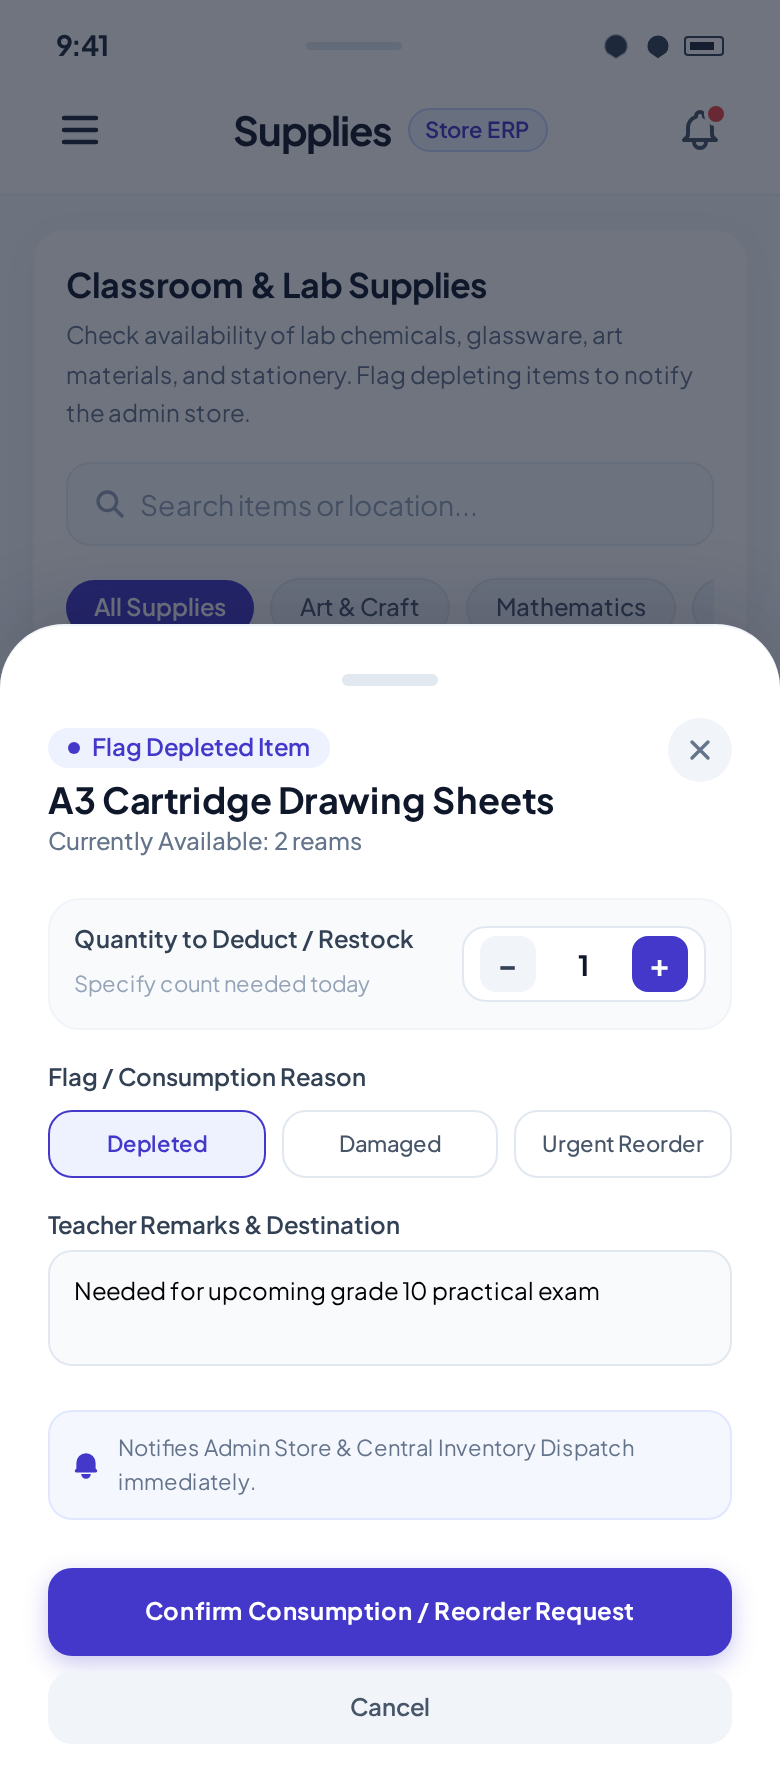 9:41
Supplies
Store ERP
Classroom & Lab Supplies
Check availability of lab chemicals, glassware, art
materials, and stationery. Flag depleting items to notify
the admin store.
Search items or location...
All Supplies
Art & Craft
Mathematics
Flag Depleted Item
A3 Cartridge Drawing Sheets
Currently Available: 2 reams
Quantity to Deduct / Restock
Specify count needed today
– 1 +
Flag / Consumption Reason
Depleted
Damaged
Urgent Reorder
Teacher Remarks & Destination
Needed for upcoming grade 10 practical exam
Notifies Admin Store & Central Inventory Dispatch
immediately.
Confirm Consumption / Reorder Request
Cancel